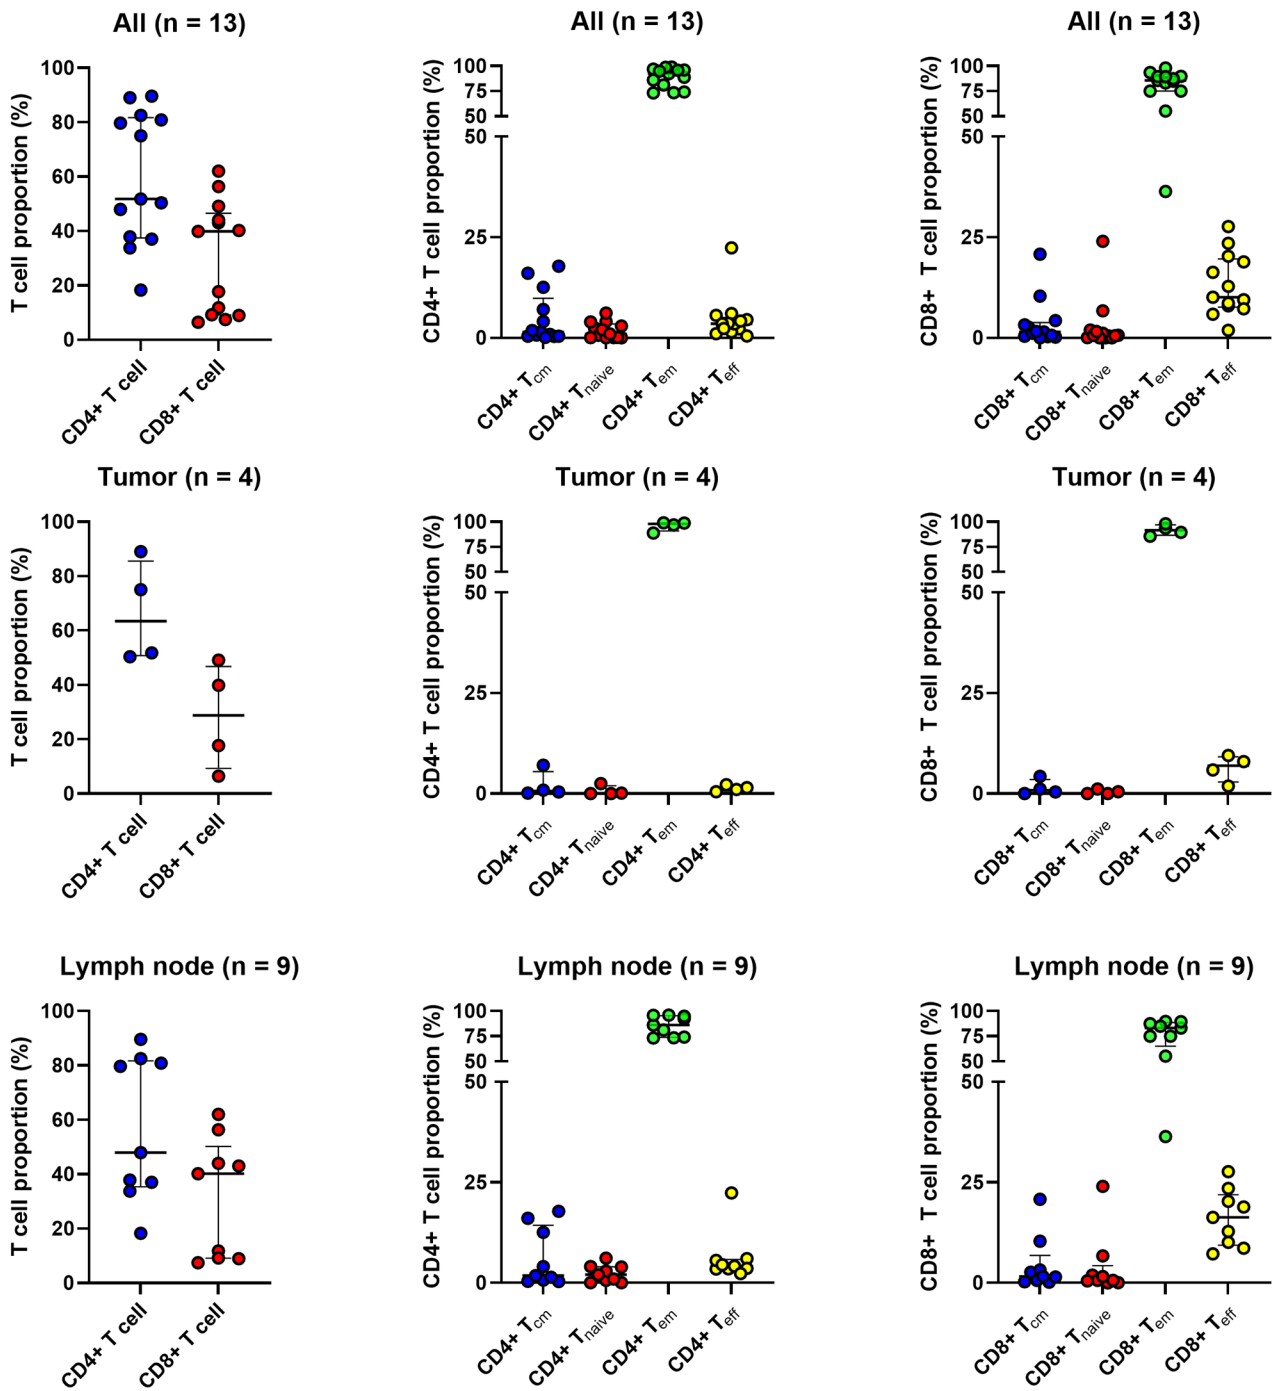 All (n = 13)
T cell proportion (%)
100
80
60
40
20
0
CD4+ T cell
CD8+ T cell
All (n = 13)
CD4+ T cell proportion (%)
100
75
50
50
25
0
CD4+ Tcm
CD4+ Tnaive
CD4+ Tem
CD4+ Teff
All (n = 13)
CD8+ T cell proportion (%)
100
75
50
50
25
0
CD8+ Tcm
CD8+ Tnaive
CD8+ Tem
CD8+ Teff
Tumor (n = 4)
T cell proportion (%)
100
80
60
40
20
0
CD4+ T cell
CD8+ T cell
Tumor (n = 4)
CD4+ T cell proportion (%)
100
75
50
50
25
0
CD4+ Tcm
CD4+ Tnaive
CD4+ Tem
CD4+ Teff
Tumor (n = 4)
CD8+ T cell proportion (%)
100
75
50
50
25
0
CD8+ Tcm
CD8+ Tnaive
CD8+ Tem
CD8+ Teff
Lymph node (n = 9)
T cell proportion (%)
100
80
60
40
20
0
CD4+ T cell
CD8+ T cell
Lymph node (n = 9)
CD4+ T cell proportion (%)
100
75
50
50
25
0
CD4+ Tcm
CD4+ Tnaive
CD4+ Tem
CD4+ Teff
Lymph node (n = 9)
CD8+ T cell proportion (%)
100
75
50
50
25
0
CD8+ Tcm
CD8+ Tnaive
CD8+ Tem
CD8+ Teff